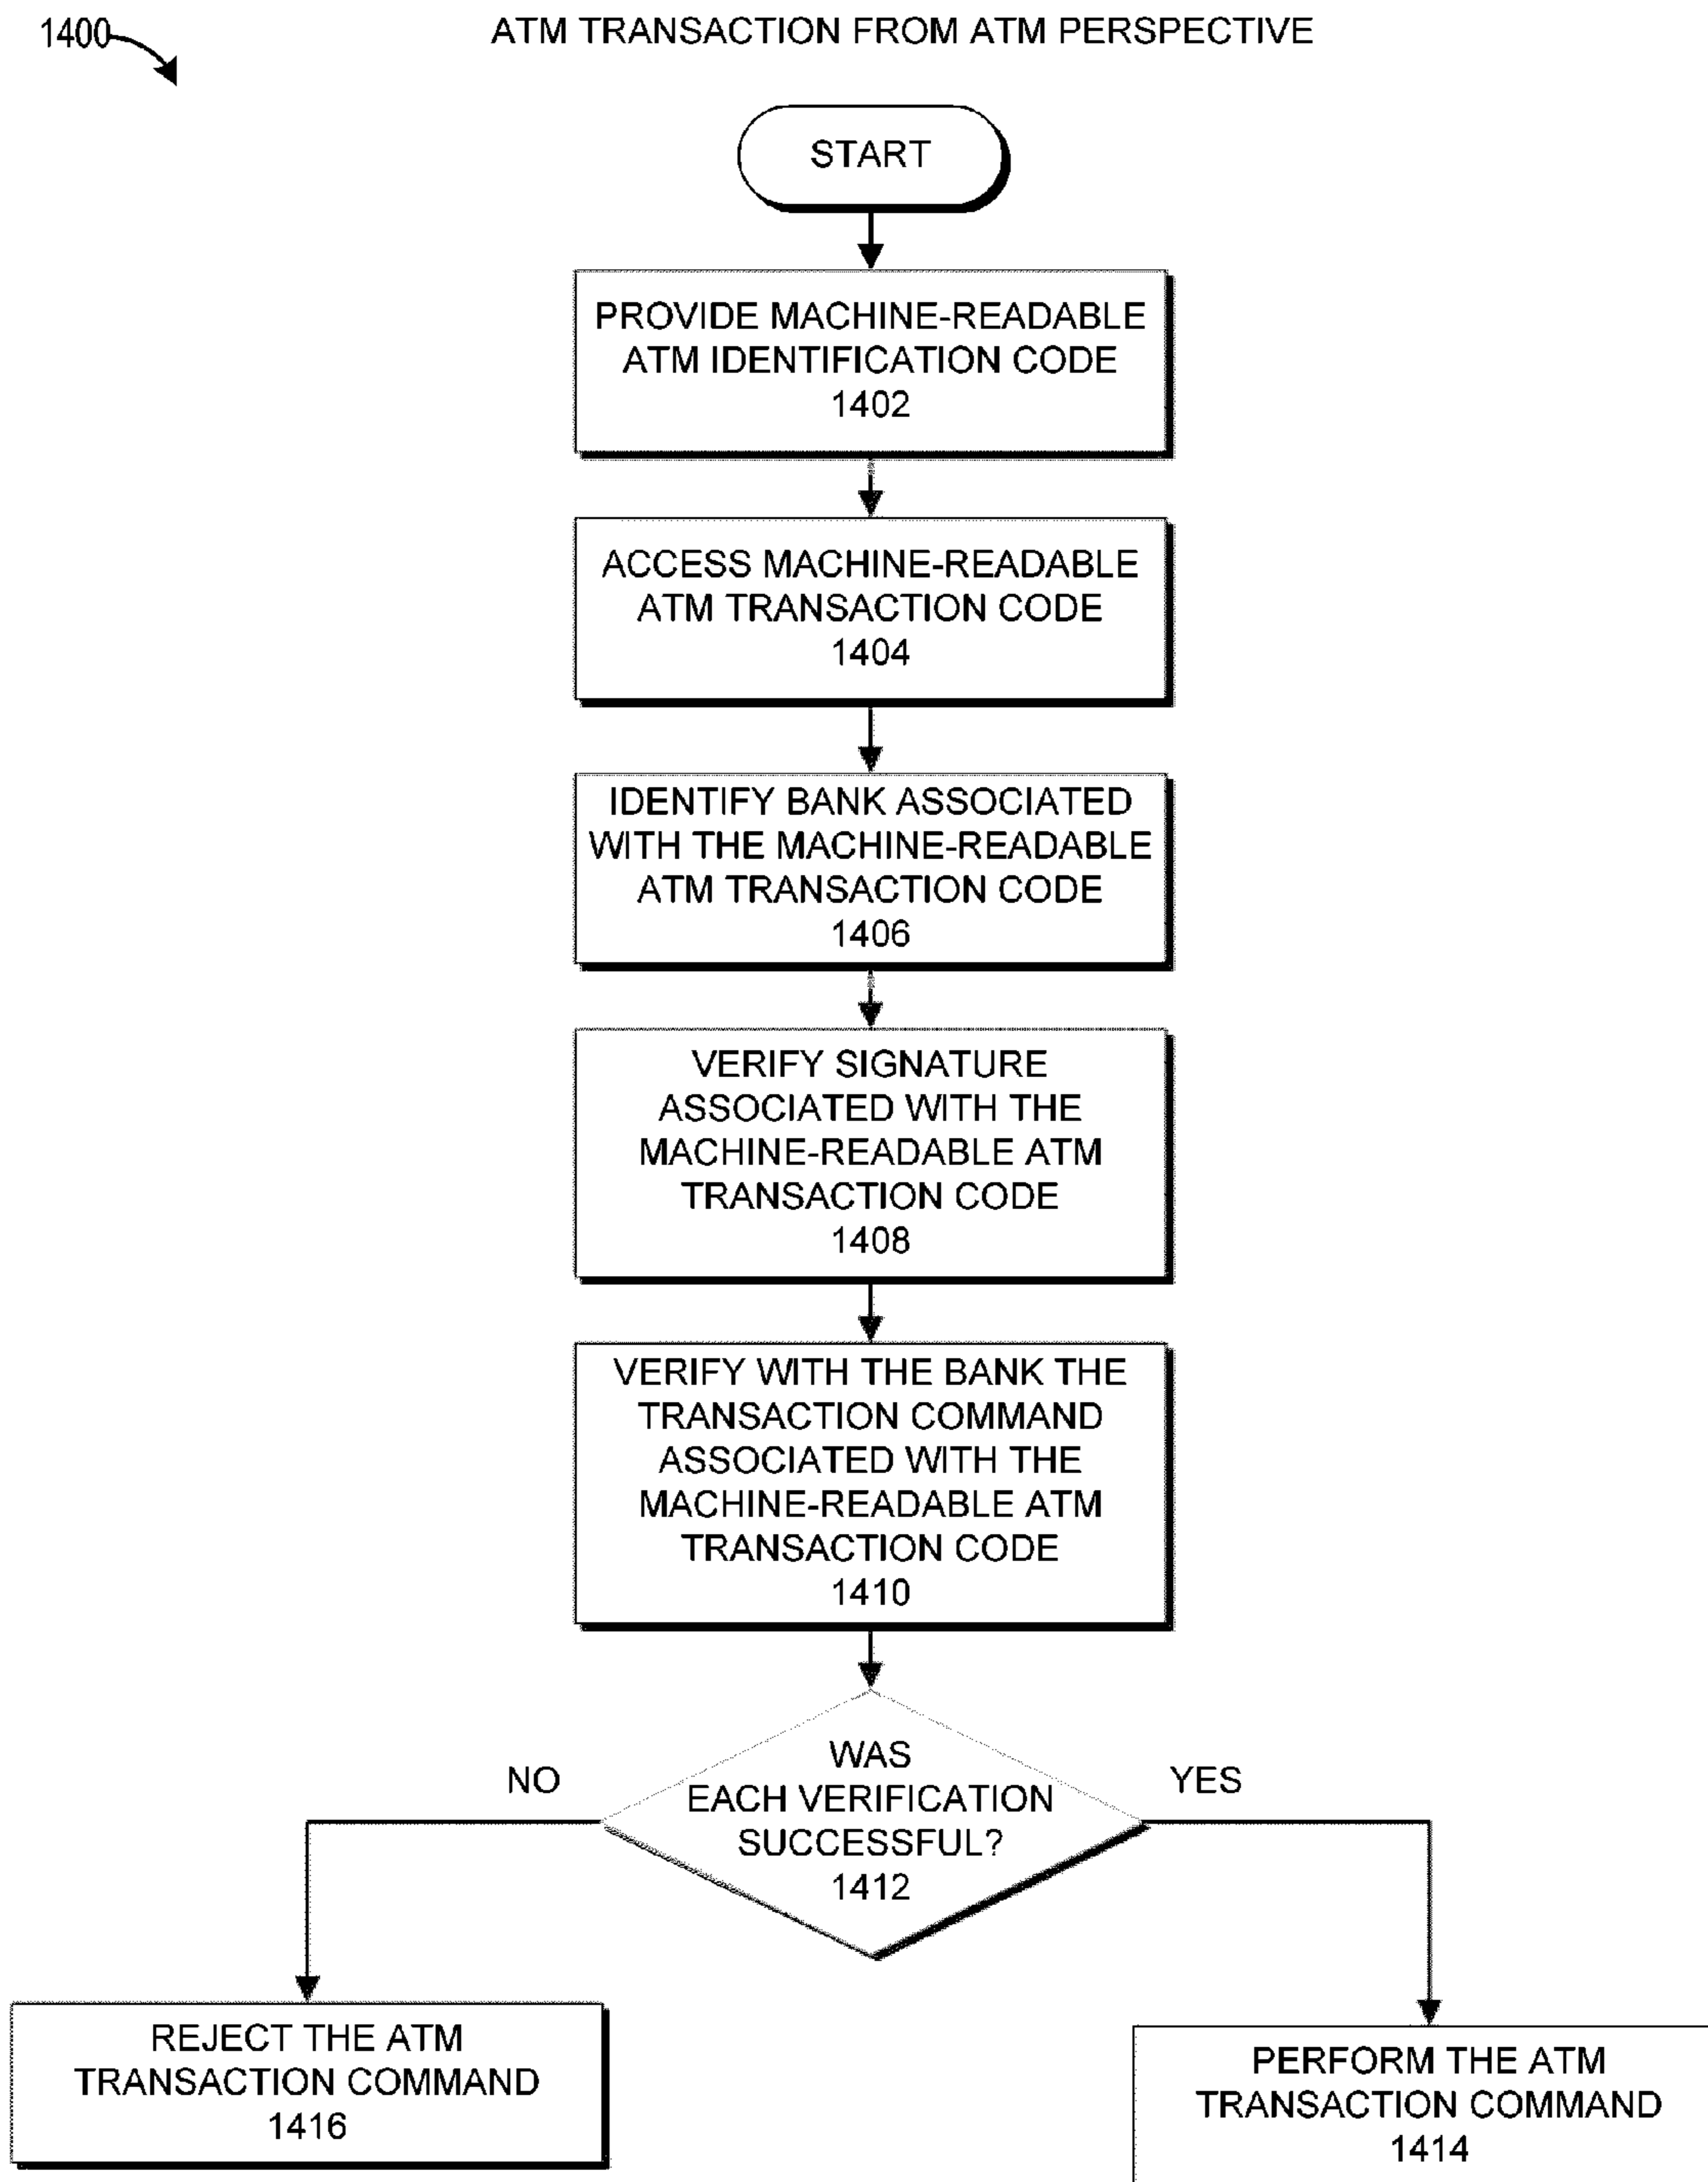 1400
ATM TRANSACTION FROM ATM PERSPECTIVE
START
PROVIDE MACHINE-READABLE
ATM IDENTIFICATION CODE
1402
ACCESS MACHINE-READABLE
ATM TRANSACTION CODE
1404
IDENTIFY BANK ASSOCIATED
WITH THE MACHINE-READABLE
ATM TRANSACTION CODE
1406
VERIFY SIGNATURE
ASSOCIATED WITH THE
MACHINE-READABLE ATM
TRANSACTION CODE
1408
VERIFY WITH THE BANK THE
TRANSACTION COMMAND
ASSOCIATED WITH THE
MACHINE-READABLE ATM
TRANSACTION CODE
1410
WAS
EACH VERIFICATION
SUCCESSFUL?
1412
NO
YES
REJECT THE ATM
TRANSACTION COMMAND
1416
PERFORM THE ATM
TRANSACTION COMMAND
1414